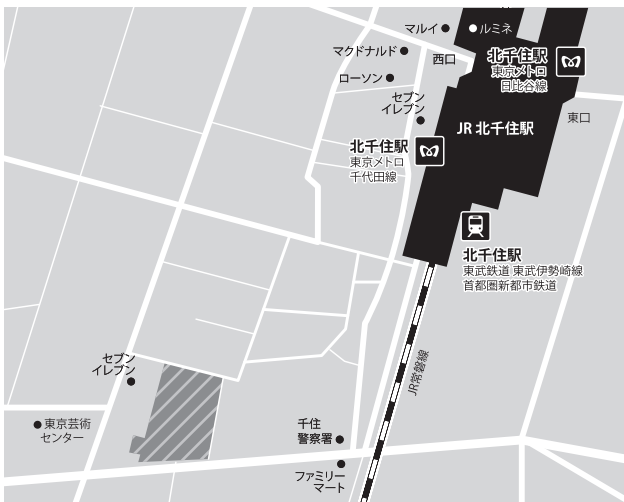 マルイ
ルミネ
マクドナルド
西口
北千住駅
東京メトロ
日比谷線
ローソン
セブン
イレブン
東口
JR 北千住駅
北千住駅
東京メトロ
千代田線
北千住駅
東武鉄道 東武伊勢崎線
首都圏新都市鉄道
JR常磐線
セブン
イレブン
東京芸術
センター
千住
警察署
ファミリー
マート